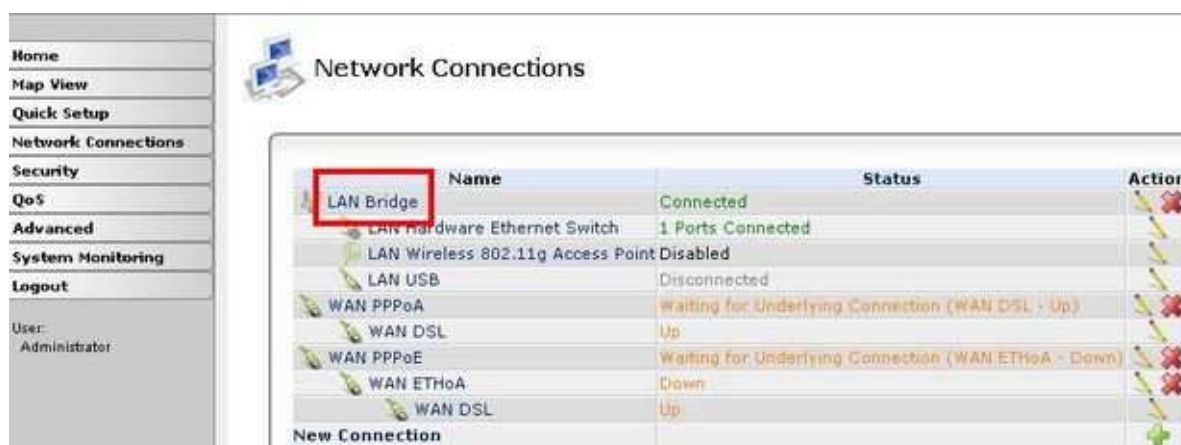 Home
Map View
Quick Setup
Network Connections
Security
QoS
Advanced
System Monitoring
Logout
User:
Administrator
Network Connections
Name Status Action
LAN Bridge Connected
LAN Hardware Ethernet Switch 1 Ports Connected
LAN Wireless 802.11g Access Point Disabled
LAN USB Disconnected
WAN PPPoA Waiting for Underlying Connection (WAN DSL - Up)
WAN DSL Up
WAN PPPoE Waiting for Underlying Connection (WAN ETHoA - Down)
WAN ETHoA Down
WAN DSL Up
New Connection